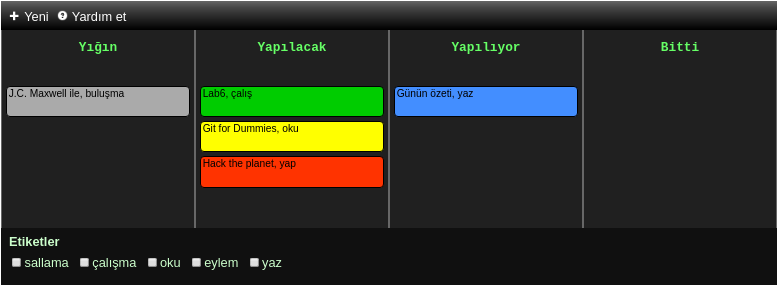 Yeni Yardım et
Yığın Yapılacak Yapılıyor Bitti
J.C. Maxwell ile, buluşma Lab6, çalış Günün özeti, yaz
Git for Dummies, oku
Hack the planet, yap
Etiketler
sallama çalışma oku eylem yaz